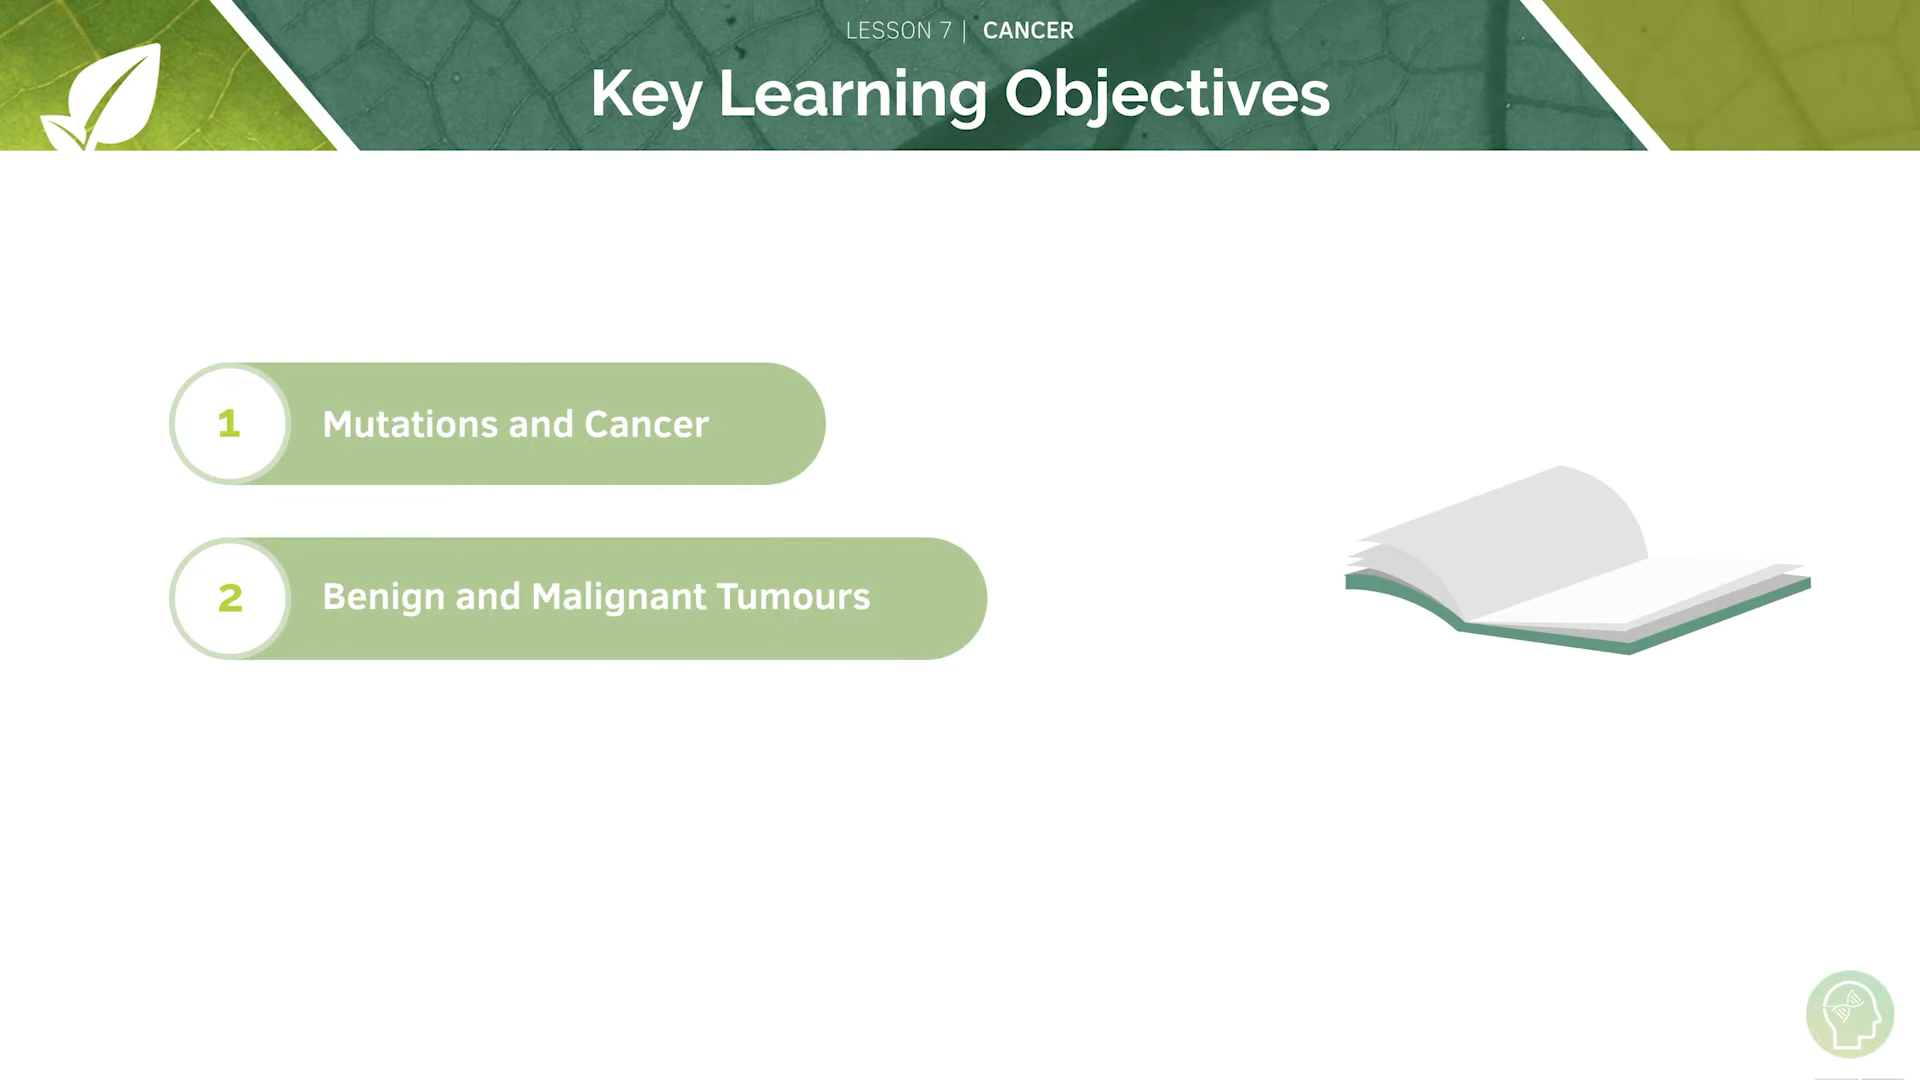 LESSON 7 | CANCER
Key Learning Objectives
1 Mutations and Cancer
2 Benign and Malignant Tumours